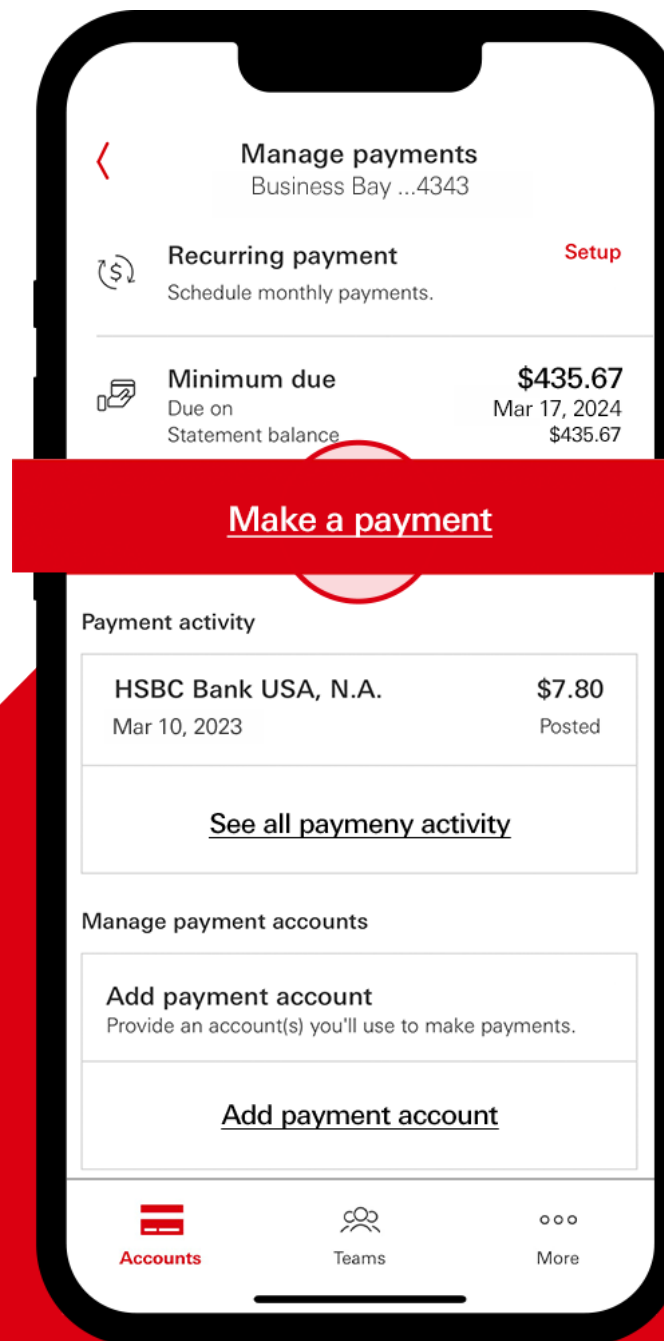 Manage payments
Business Bay ...4343
Recurring payment Setup
Schedule monthly payments.
Minimum due $435.67
Due on Mar 17, 2024
Statement balance $435.67
Make a payment
Payment activity
HSBC Bank USA, N.A. $7.80
Mar 10, 2023 Posted
See all paymeny activity
Manage payment accounts
Add payment account
Provide an account(s) you'll use to make payments.
Add payment account
Accounts Teams More